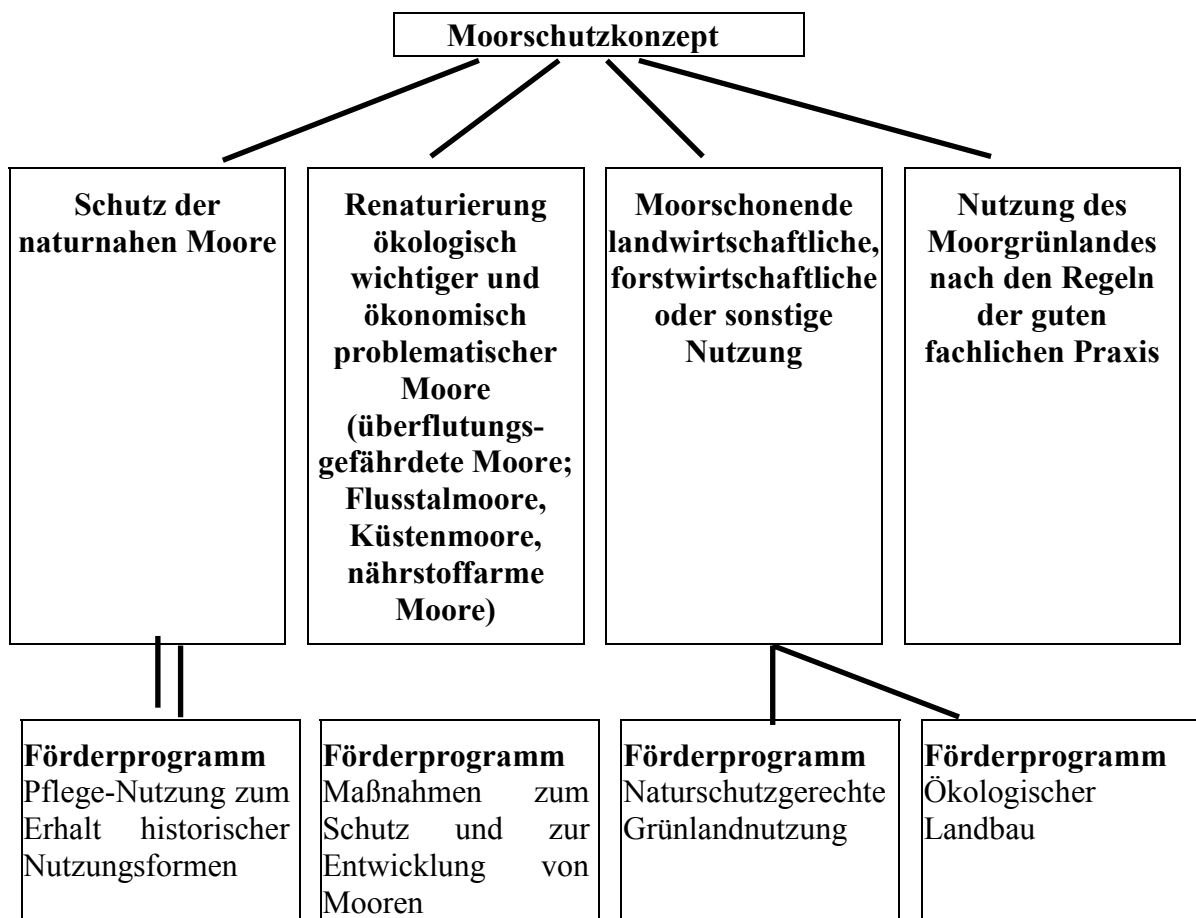 Moorschutzkonzept
Schutz der
naturnahen Moore
Renaturierung
ökologisch
wichtiger und
ökonomisch
problematischer
Moore
(überflutungs-
gefährdete Moore;
Flusstalmoore,
Küstenmoore,
nährstoffarme
Moore)
Moorschonende
landwirtschaftliche,
forstwirtschaftliche
oder sonstige
Nutzung
Nutzung des
Moorgrünlandes
nach den Regeln
der guten
fachlichen Praxis
Förderprogramm
Pflege-Nutzung zum
Erhalt historischer
Nutzungsformen
Förderprogramm
Maßnahmen zum
Schutz und zur
Entwicklung von
Mooren
Förderprogramm
Naturschutzgerechte
Grünlandnutzung
Förderprogramm
Ökologischer
Landbau